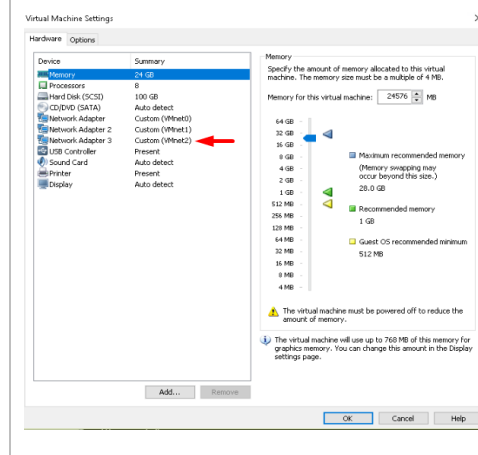 Virtual Machine Settings
Hardware Options
Device Summary
Memory 24 GB
Processors 8
Hard Disk (SCSI) 100 GB
CD/DVD (SATA) Auto detect
Network Adapter Custom (VMnet0)
Network Adapter 2 Custom (VMnet1)
Network Adapter 3 Custom (VMnet2)
USB Controller Present
Sound Card Auto detect
Printer Present
Display Auto detect
Add... Remove
Memory
Specify the amount of memory allocated to this virtual
machine. The memory size must be a multiple of 4 MB.
Memory for this virtual machine: 24576 MB
64 GB
32 GB
16 GB
8 GB
4 GB
2 GB
1 GB
512 MB
256 MB
128 MB
64 MB
32 MB
16 MB
8 MB
4 MB
Maximum recommended memory
(Memory swapping may
occur beyond this size.)
28.0 GB
Recommended memory
1 GB
Guest OS recommended minimum
512 MB
The virtual machine must be powered off to reduce the
amount of memory.
The virtual machine will use up to 768 MB of this memory for
graphics memory. You can change this amount in the Display
settings page.
OK Cancel Help